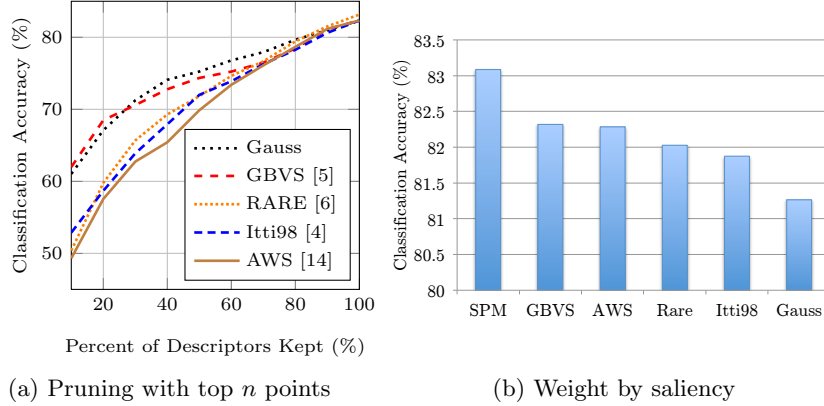 Classification Accuracy (%)
80
70
60
50
20
40
60
80
100
Percent of Descriptors Kept (%)
Gauss
GBVS [5]
RARE [6]
Itti98 [4]
AWS [14]
(a) Pruning with top n points
Classification Accuracy (%)
83.5
83
82.5
82
81.5
81
80.5
80
SPM
GBVS
AWS
Rare
Itti98
Gauss
(b) Weight by saliency